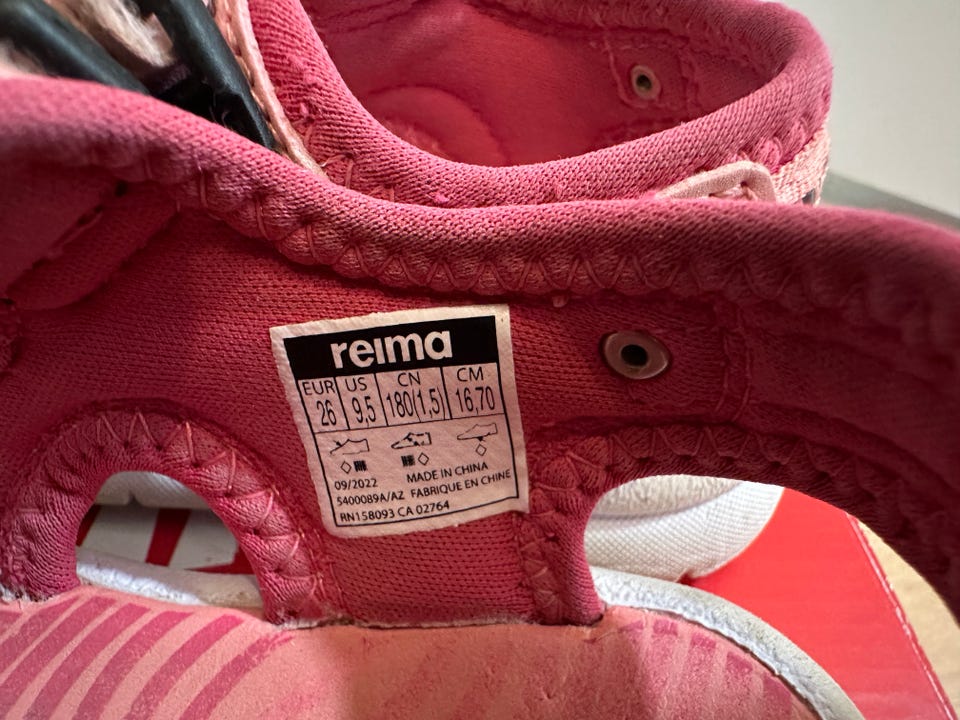 reima
EUR US CN CM
26 9,5 180(1,5) 16,70
09/2022 MADE IN CHINA
5400089A/AZ FABRIQUE EN CHINE
RN158093 CA 02764